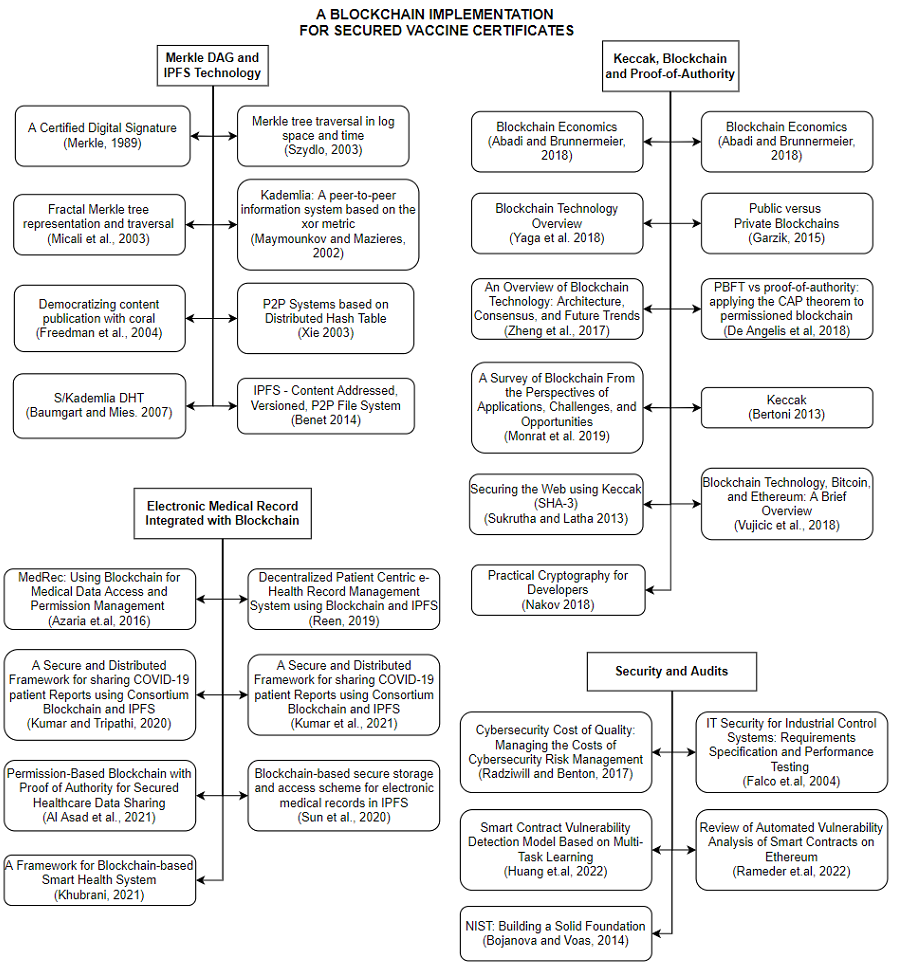 A BLOCKCHAIN IMPLEMENTATION
FOR SECURED VACCINE CERTIFICATES
Merkle DAG and
IPFS Technology
A Certified Digital Signature
(Merkle, 1989)
Merkle tree traversal in log
space and time
(Szydlo, 2003)
Fractal Merkle tree
representation and traversal
(Micali et al., 2003)
Kademlia: A peer-to-peer
information system based on the
xor metric
(Maymounkov and Mazieres,
2002)
Democratizing content
publication with coral
(Freedman et al., 2004)
P2P Systems based on
Distributed Hash Table
(Xie 2003)
S/Kademlia DHT
(Baumgart and Mies. 2007)
IPFS - Content Addressed,
Versioned, P2P File System
(Benet 2014)
Keccak, Blockchain
and Proof-of-Authority
Blockchain Economics
(Abadi and Brunnermeier,
2018)
Blockchain Economics
(Abadi and Brunnermeier,
2018)
Blockchain Technology
Overview
(Yaga et al. 2018)
Public versus
Private Blockchains
(Garzik, 2015)
An Overview of Blockchain
Technology: Architecture,
Consensus, and Future Trends
(Zheng et al., 2017)
PBFT vs proof-of-authority:
applying the CAP theorem to
permissioned blockchain
(De Angelis et al, 2018)
A Survey of Blockchain From
the Perspectives of
Applications, Challenges, and
Opportunities
(Monrat et al. 2019)
Keccak
(Bertoni 2013)
Securing the Web using Keccak
(SHA-3)
(Sukrutha and Latha 2013)
Blockchain Technology, Bitcoin,
and Ethereum: A Brief
Overview
(Vujicic et al., 2018)
Practical Cryptography for
Developers
(Nakov 2018)
Electronic Medical Record
Integrated with Blockchain
MedRec: Using Blockchain for
Medical Data Access and
Permission Management
(Azaria et.al, 2016)
Decentralized Patient Centric e-
Health Record Management
System using Blockchain and IPFS
(Reen, 2019)
A Secure and Distributed
Framework for sharing COVID-19
patient Reports using Consortium
Blockchain and IPFS
(Kumar and Tripathi, 2020)
A Secure and Distributed
Framework for sharing COVID-19
patient Reports using Consortium
Blockchain and IPFS
(Kumar et al., 2021)
Permission-Based Blockchain with
Proof of Authority for Secured
Healthcare Data Sharing
(Al Asad et al., 2021)
Blockchain-based secure storage
and access scheme for electronic
medical records in IPFS
(Sun et al., 2020)
A Framework for Blockchain-based
Smart Health System
(Khubrani, 2021)
Security and Audits
Cybersecurity Cost of Quality:
Managing the Costs of
Cybersecurity Risk Management
(Radziwill and Benton, 2017)
IT Security for Industrial Control
Systems: Requirements
Specification and Performance
Testing
(Falco et.al, 2004)
Smart Contract Vulnerability
Detection Model Based on Multi-
Task Learning
(Huang et.al, 2022)
Review of Automated Vulnerability
Analysis of Smart Contracts on
Ethereum
(Rameder et.al, 2022)
NIST: Building a Solid Foundation
(Bojanova and Voas, 2014)